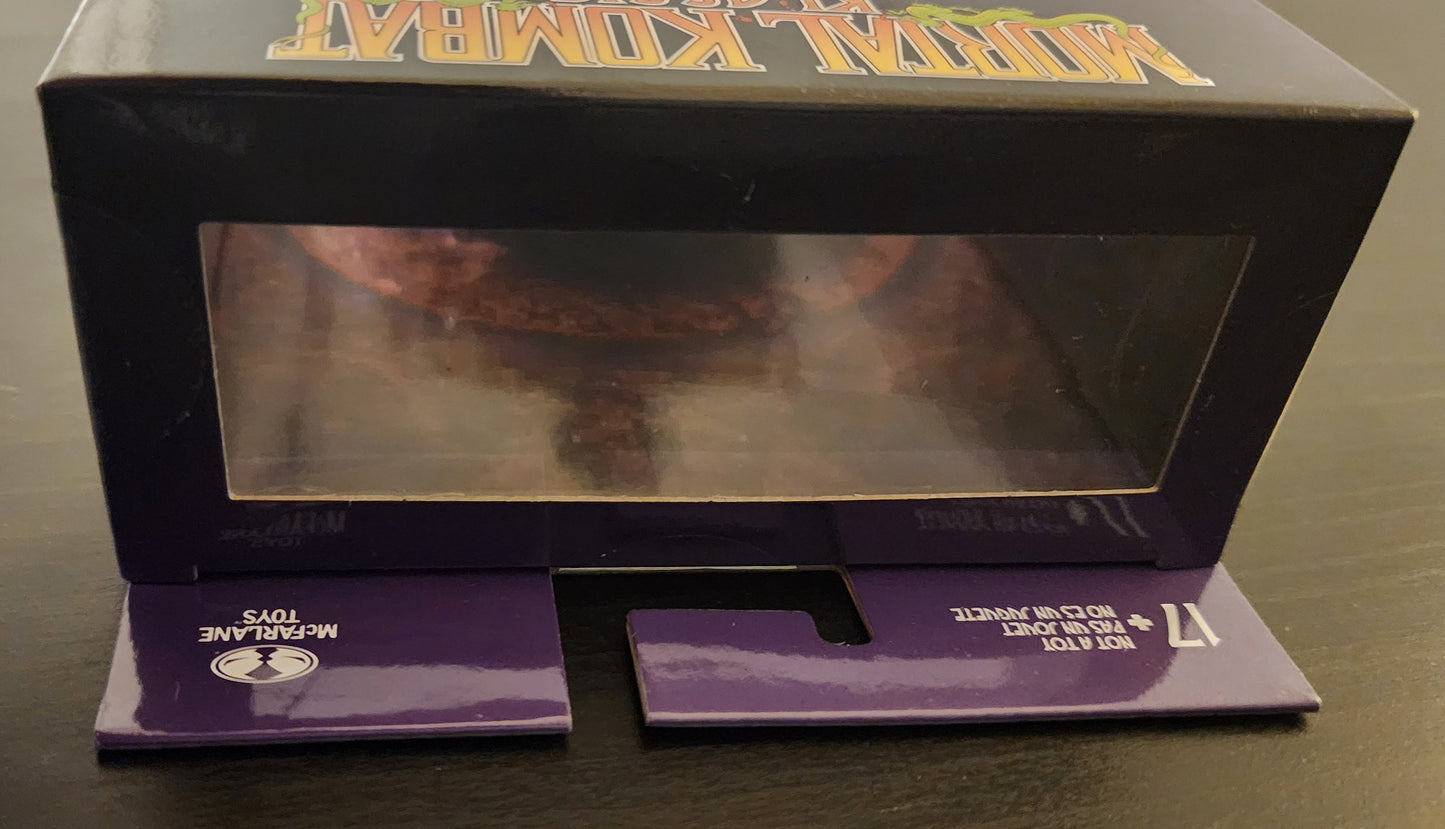 MORTAL KOMBAT
McFARLANE
TOYS
17+
NOT A TOY
PAS UN JOUET
NO ES UN JUGUETE